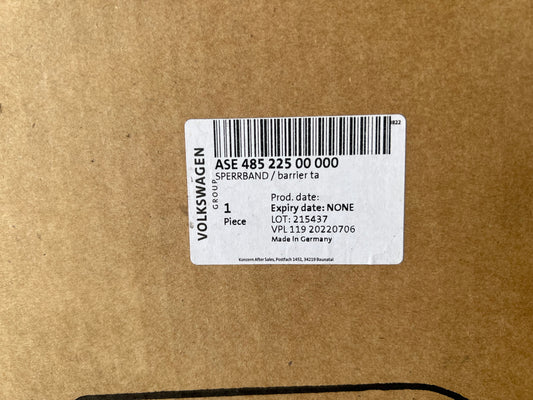 1822
ASE 485 225 00 000
SPERRBAND / barrier ta
VOLKSWAGEN
GROUP
1
Piece
Prod. date:
Expiry date: NONE
LOT: 215437
VPL 119 20220706
Made in Germany
Konzern After Sales, Postfach 1452, 34219 Baunatal